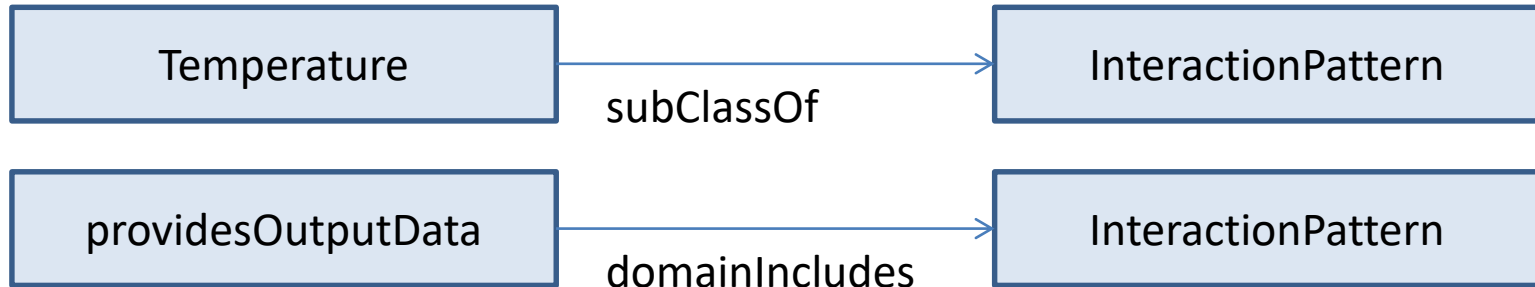 Temperature
InteractionPattern
subClassOf
providesOutputData
InteractionPattern
domainIncludes